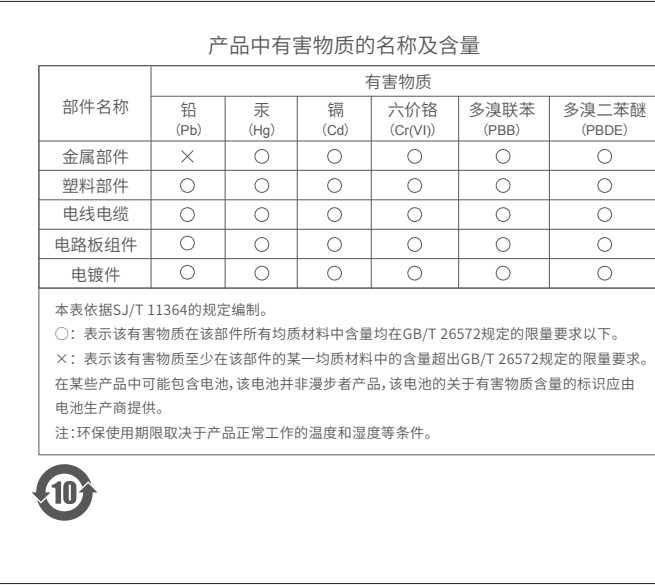 产品中有害物质的名称及含量
部件名称 有害物质
铅 汞 镉 六价铬 多溴联苯 多溴二苯醚
(Pb) (Hg) (Cd) (Cr(VI)) (PBB) (PBDE)
金属部件 × ○ ○ ○ ○ ○
塑料部件 ○ ○ ○ ○ ○ ○
电线电缆 ○ ○ ○ ○ ○ ○
电路板组件 ○ ○ ○ ○ ○ ○
电镀件 ○ ○ ○ ○ ○ ○
本表依据SJ/T 11364的规定编制。
○：表示该有害物质在该部件所有均质材料中含量均在GB/T 26572规定的限量要求以下。
×：表示该有害物质至少在该部件的某一均质材料中的含量超出GB/T 26572规定的限量要求。
在某些产品中可能包含电池，该电池并非漫步者产品，该电池的关于有害物质含量的标识应由
电池生产商提供。
注：环保使用期限取决于产品正常工作的温度和湿度等条件。
10